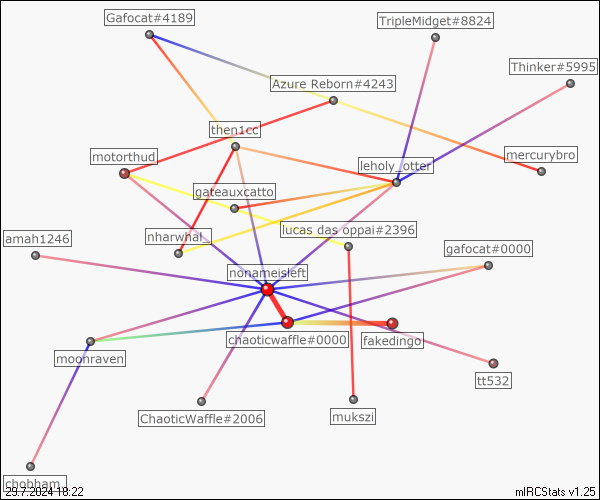 Gafocat#4189
TripleMidget#8824
Thinker#5995
Azure Reborn#4243
then1cc
motorthud
mercurybro
leholy_otter
gateauxcatto
lucas das oppai#2396
amah1246
nharwhal_
gafocat#0000
nonameisleft
chaoticwaffle#0000
fakedingo
moonraven
tt532
ChaoticWaffle#2006
mukszi
chobham_
29.7.2024 18:22
mIRCStats v1.25